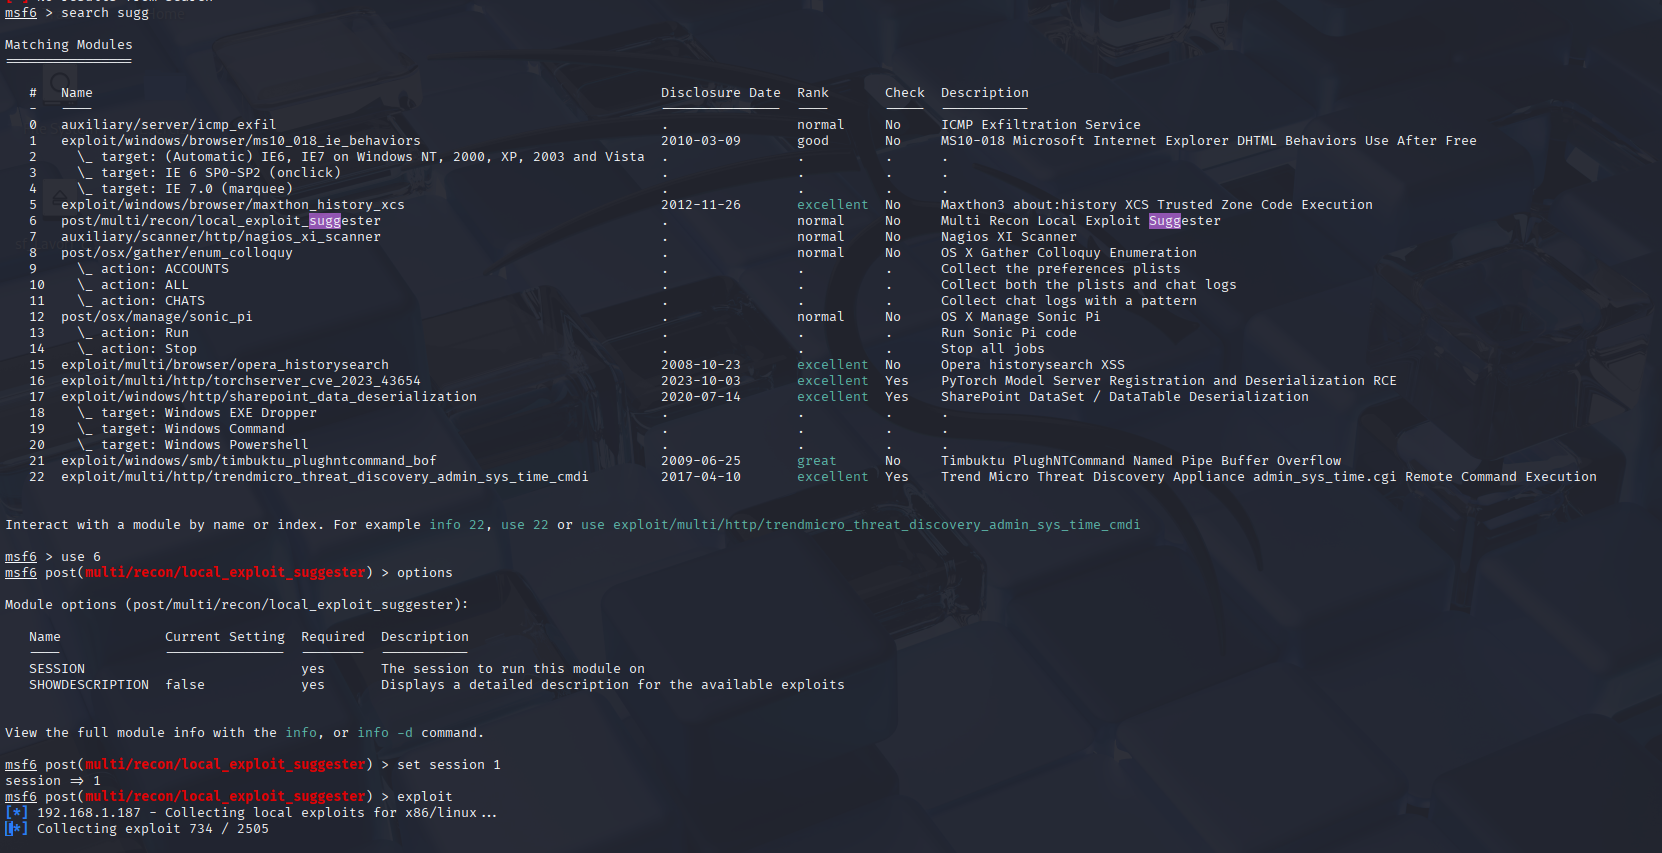 msf6 > search sugg
Matching Modules
================
# Name Disclosure Date Rank Check Description
- ---- --------------- ---- ----- -----------
0 auxiliary/server/icmp_exfil . normal No ICMP Exfiltration Service
1 exploit/windows/browser/ms10_018_ie_behaviors 2010-03-09 good No MS10-018 Microsoft Internet Explorer DHTML Behaviors Use After Free
2 \_ target: (Automatic) IE6, IE7 on Windows NT, 2000, XP, 2003 and Vista . . . .
3 \_ target: IE 6 SP0-SP2 (onclick) . . . .
4 \_ target: IE 7.0 (marquee) . . . .
5 exploit/windows/browser/maxthon_history_xcs 2012-11-26 excellent No Maxthon3 about:history XCS Trusted Zone Code Execution
6 post/multi/recon/local_exploit_suggester . normal No Multi Recon Local Exploit Suggester
7 auxiliary/scanner/http/nagios_xi_scanner . normal No Nagios XI Scanner
8 post/osx/gather/enum_colloquy . normal No OS X Gather Colloquy Enumeration
9 \_ action: ACCOUNTS . . . Collect the preferences plists
10 \_ action: ALL . . . Collect both the plists and chat logs
11 \_ action: CHATS . . . Collect chat logs with a pattern
12 post/osx/manage/sonic_pi . normal No OS X Manage Sonic Pi
13 \_ action: Run . . . Run Sonic Pi code
14 \_ action: Stop . . . Stop all jobs
15 exploit/multi/browser/opera_historysearch 2008-10-23 excellent No Opera historysearch XSS
16 exploit/multi/http/torchserver_cve_2023_43654 2023-10-03 excellent Yes PyTorch Model Server Registration and Deserialization RCE
17 exploit/windows/http/sharepoint_data_deserialization 2020-07-14 excellent Yes SharePoint DataSet / DataTable Deserialization
18 \_ target: Windows EXE Dropper . . . .
19 \_ target: Windows Command . . . .
20 \_ target: Windows Powershell . . . .
21 exploit/windows/smb/timbuktu_plughntcommand_bof 2009-06-25 great No Timbuktu PlughNTCommand Named Pipe Buffer Overflow
22 exploit/multi/http/trendmicro_threat_discovery_admin_sys_time_cmdi 2017-04-10 excellent Yes Trend Micro Threat Discovery Appliance admin_sys_time.cgi Remote Command Execution
Interact with a module by name or index. For example info 22, use 22 or use exploit/multi/http/trendmicro_threat_discovery_admin_sys_time_cmdi
msf6 > use 6
msf6 post(multi/recon/local_exploit_suggester) > options
Module options (post/multi/recon/local_exploit_suggester):
Name Current Setting Required Description
---- --------------- -------- -----------
SESSION yes The session to run this module on
SHOWDESCRIPTION false yes Displays a detailed description for the available exploits
View the full module info with the info, or info -d command.
msf6 post(multi/recon/local_exploit_suggester) > set session 1
session => 1
msf6 post(multi/recon/local_exploit_suggester) > exploit
[*] 192.168.1.187 - Collecting local exploits for x86/linux...
[*] Collecting exploit 734 / 2505